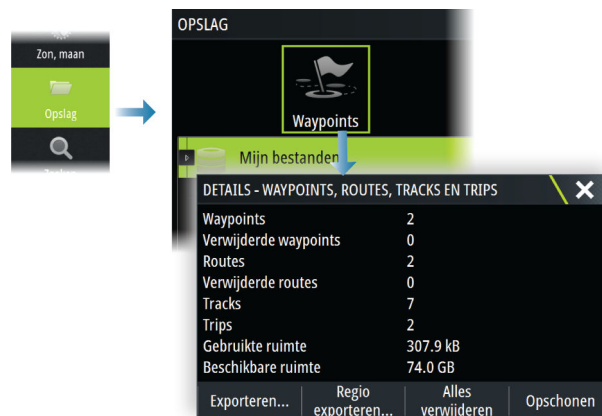 Zon, maan
Opslag
OPSLAG
Waypoints
Mijn bestanden
DETAILS - WAYPOINTS, ROUTES, TRACKS EN TRIPS
Waypoints 2
Verwijderde waypoints 0
Routes 2
Verwijderde routes 0
Tracks 7
Trips 2
Gebruikte ruimte 307.9 kB
Beschikbare ruimte 74.0 GB
Exporteren...
Regio
exporteren...
Alles
verwijderen
Opschonen